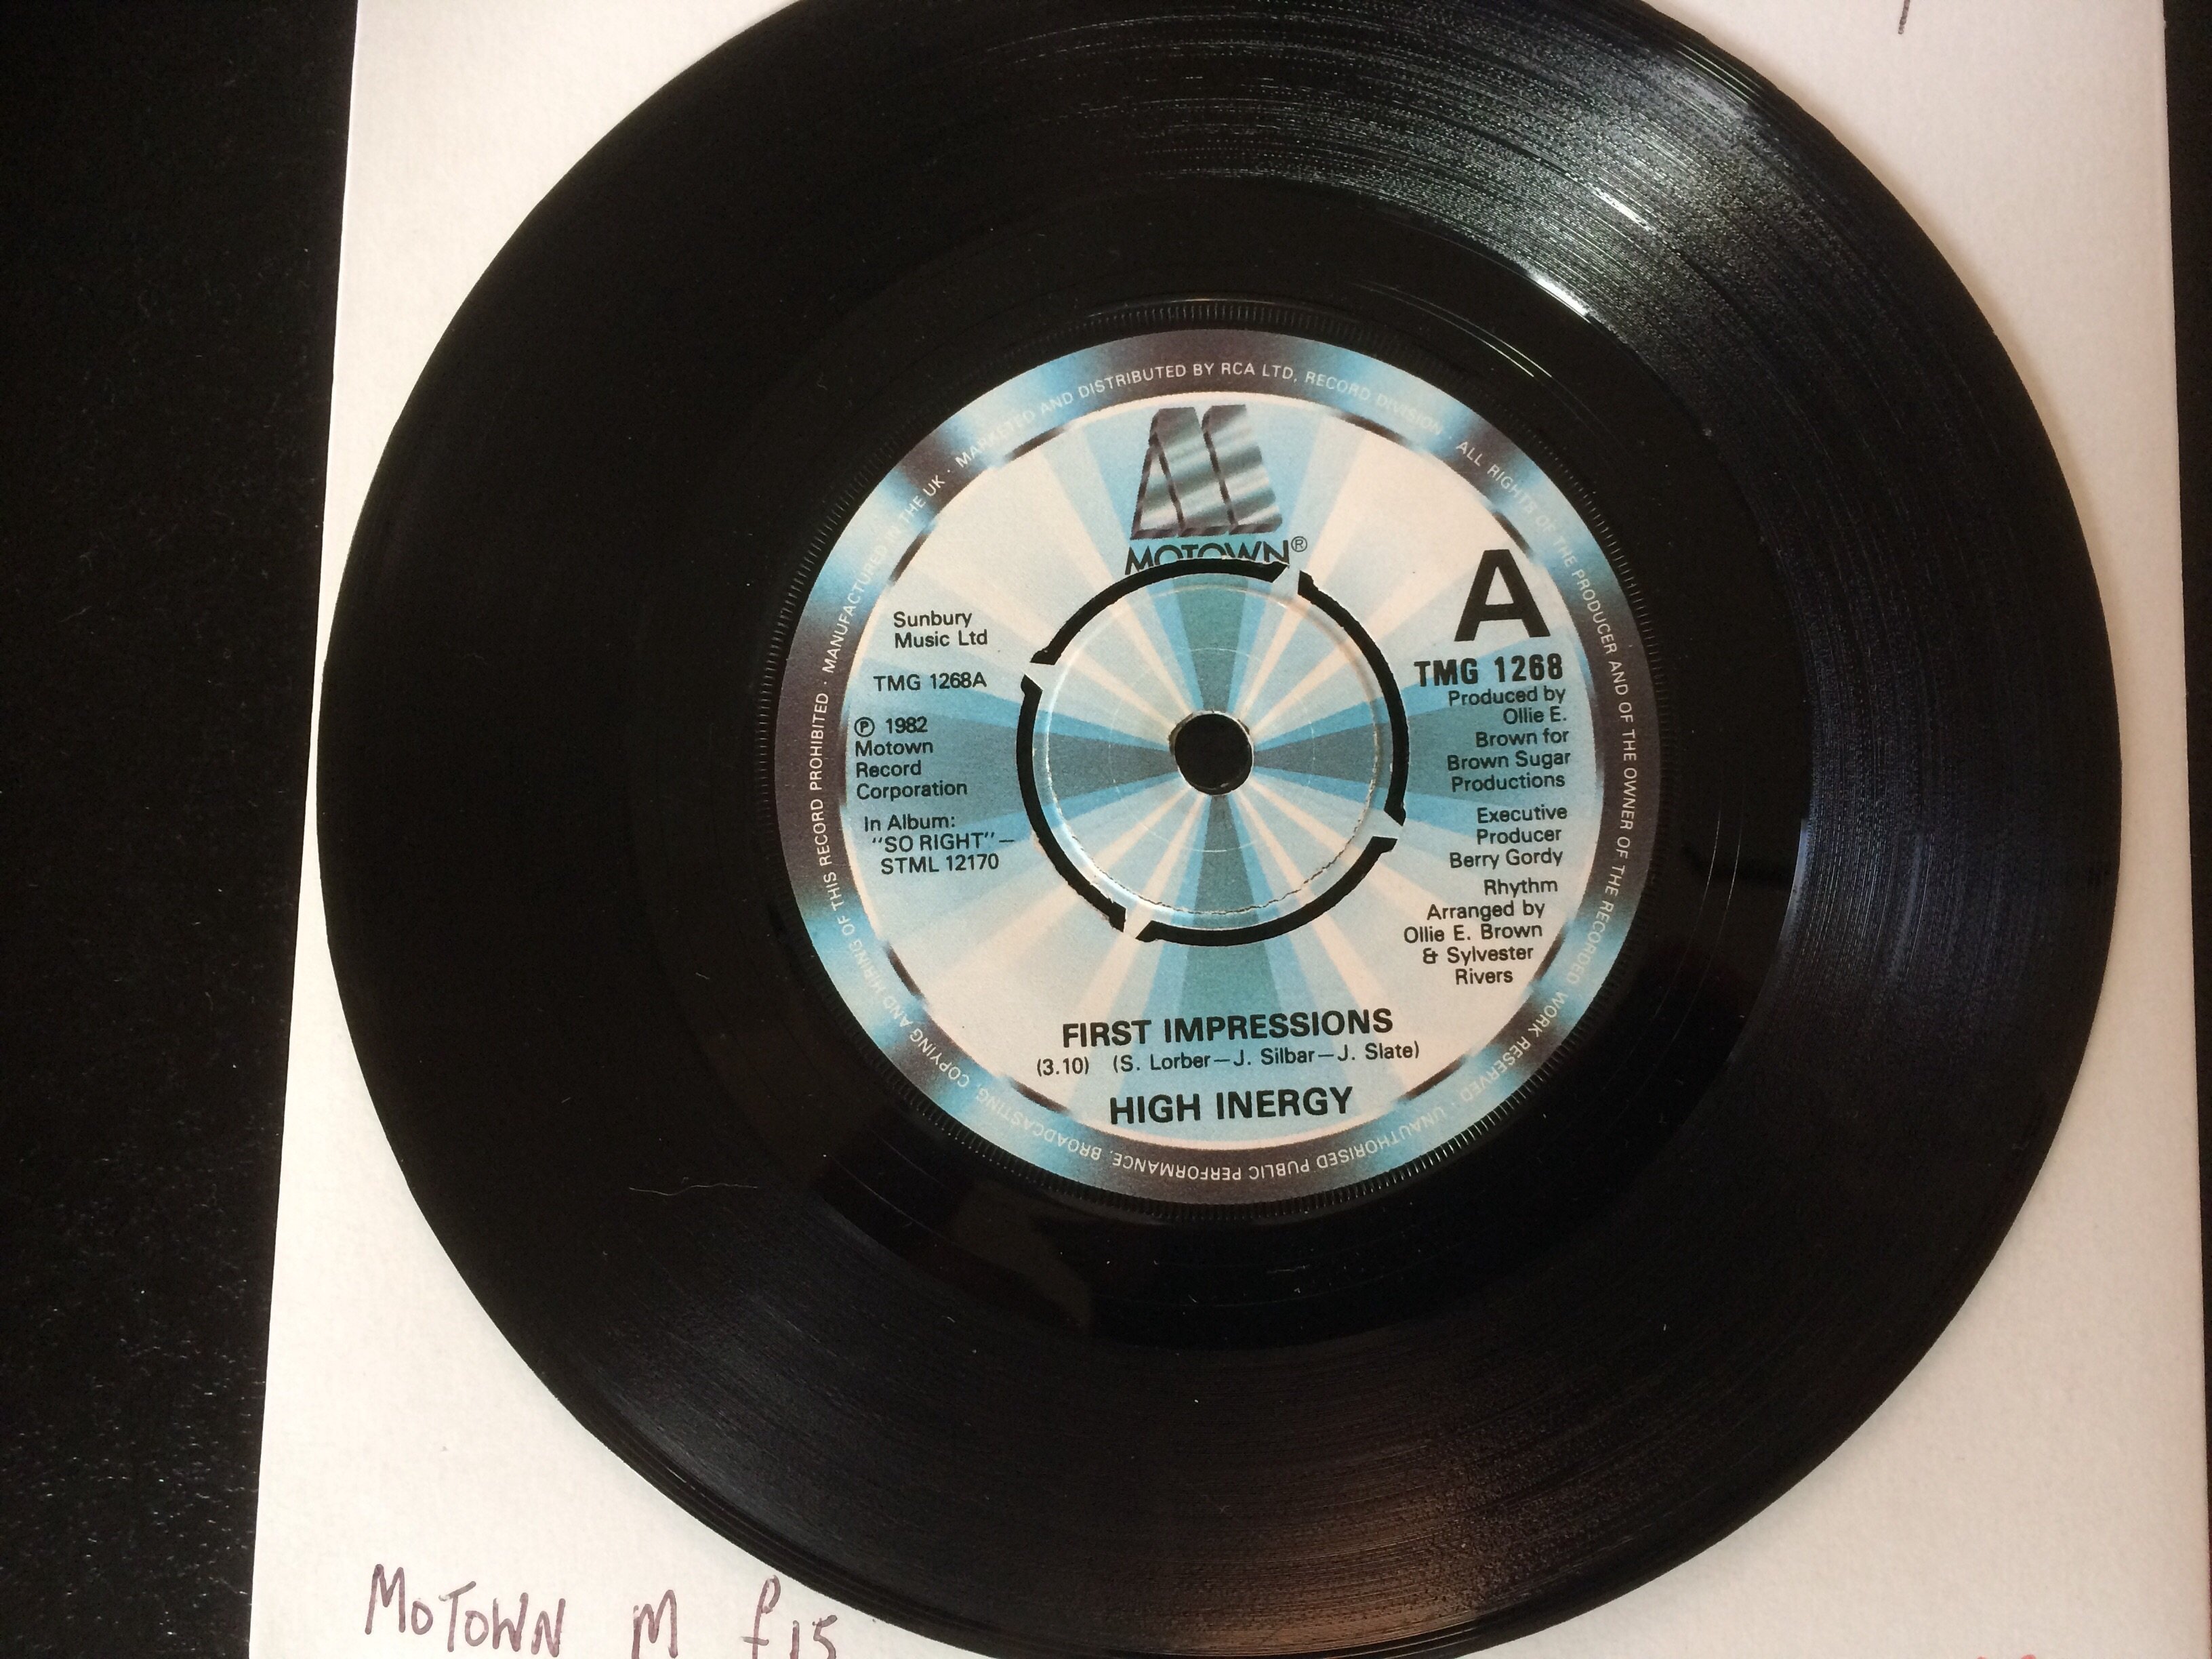 MANUFACTURED IN THE UK · MARKETED AND DISTRIBUTED BY RCA LTD, RECORD DIVISION · ALL RIGHTS OF THE PRODUCER AND OF THE OWNER OF THE RECORDED WORK RESERVED · UNAUTHORISED PUBLIC PERFORMANCE, BROADCASTING, COPYING AND HIRING OF THIS RECORD PROHIBITED ·
MOTOWN®
A
Sunbury
Music Ltd
TMG 1268A
℗ 1982
Motown
Record
Corporation
In Album:
"SO RIGHT"—
STML 12170
TMG 1268
Produced by
Ollie E.
Brown for
Brown Sugar
Productions
Executive
Producer
Berry Gordy
Rhythm
Arranged by
Ollie E. Brown
& Sylvester
Rivers
FIRST IMPRESSIONS
(3.10) (S. Lorber—J. Silbar—J. Slate)
HIGH INERGY
MOTOWN M £15